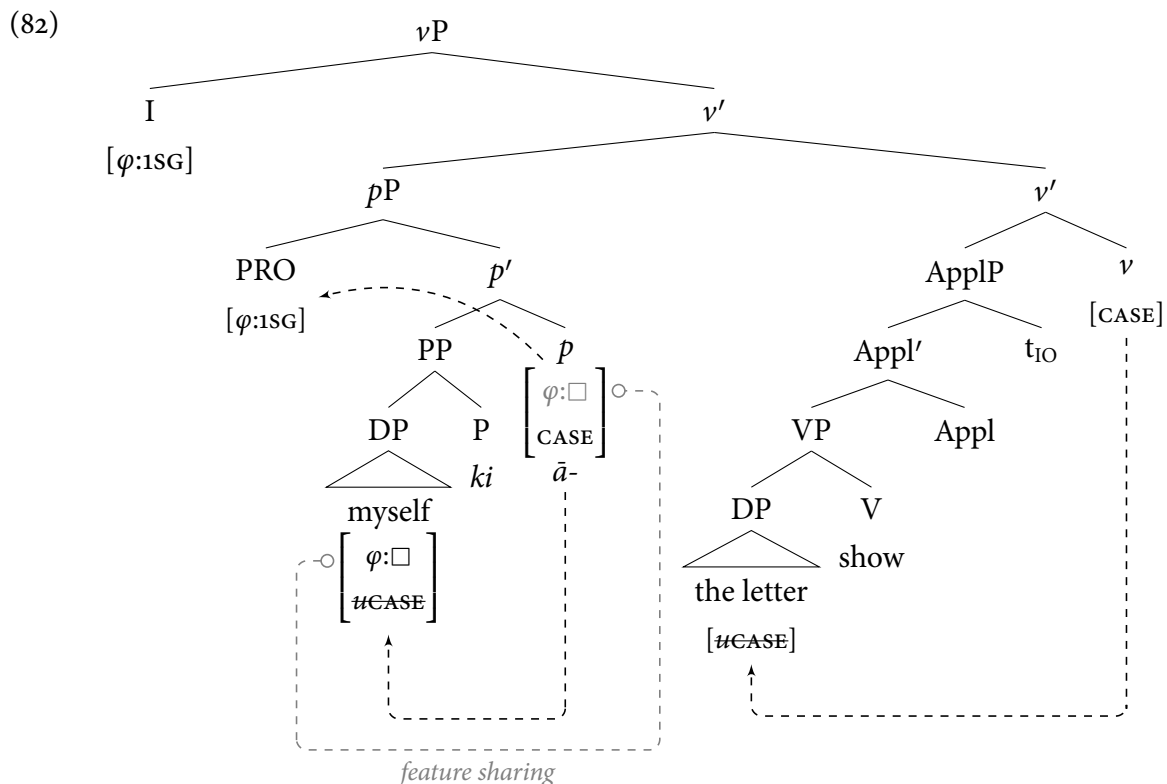 (82)
vP
I
v′
[φ:1SG]
pP
v′
PRO
p′
ApplP
v
[φ:1SG]
[CASE]
PP
p
Appl′
t_IO
φ:□
DP
P
CASE
VP
Appl
ki
ā-
myself
DP
V
φ:□
show
uCASE
the letter
[uCASE]
feature sharing